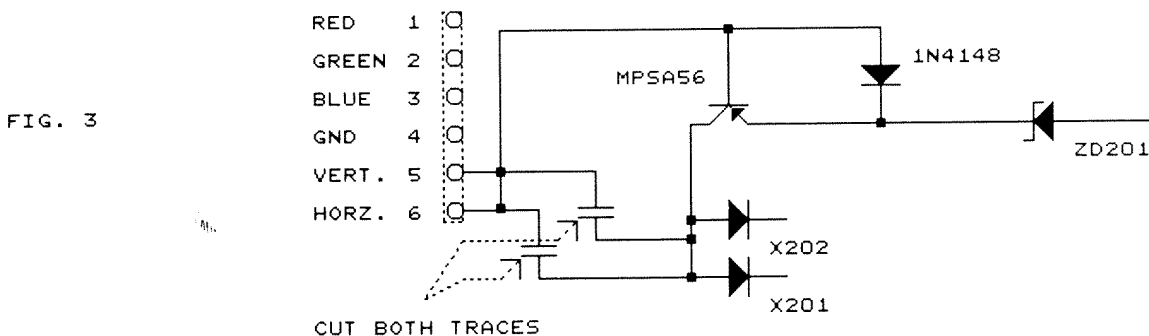 RED 1
GREEN 2
BLUE 3
GND 4
VERT. 5
HORZ. 6
FIG. 3
MPSA56
1N4148
ZD201
X202
X201
CUT BOTH TRACES